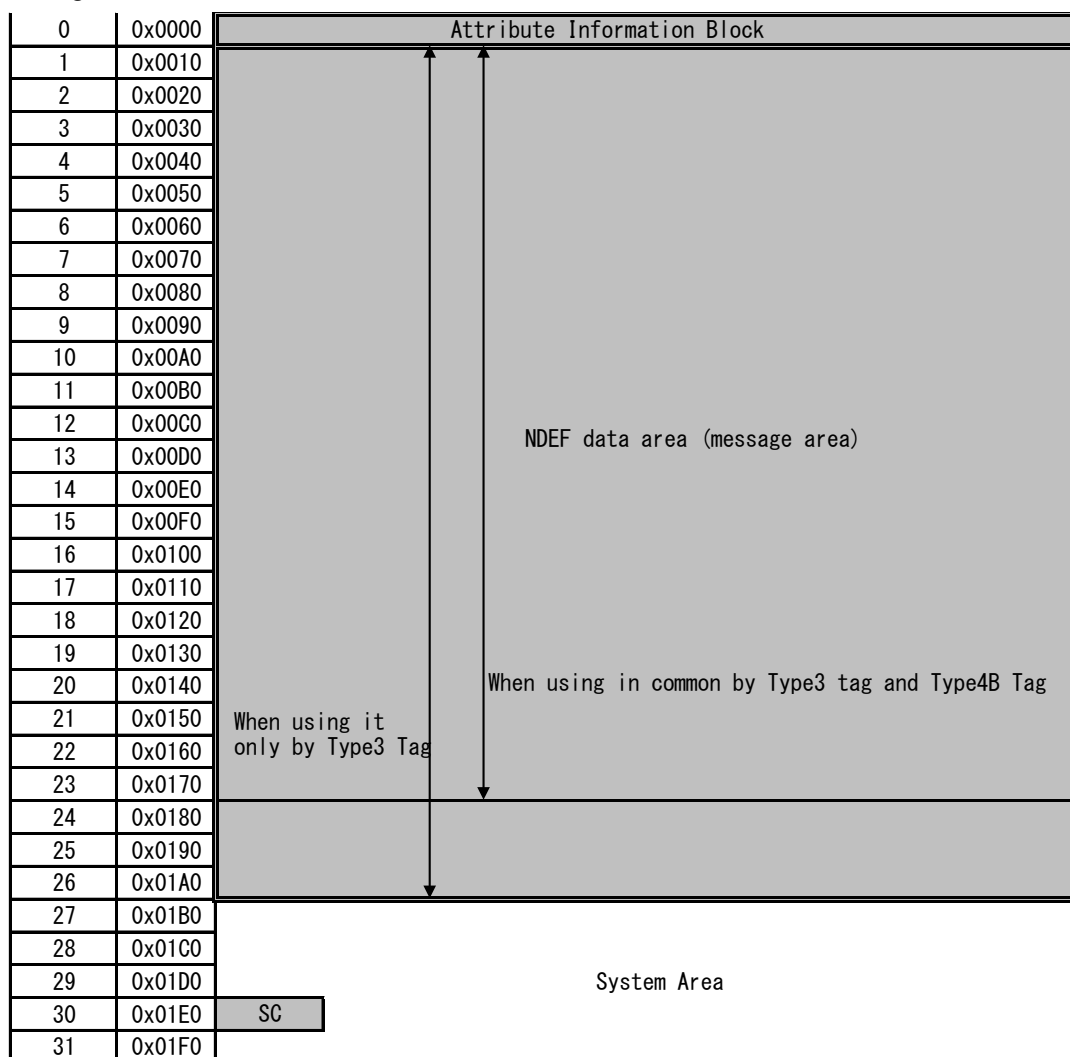 0 0x0000 Attribute Information Block
1 0x0010
2 0x0020
3 0x0030
4 0x0040
5 0x0050
6 0x0060
7 0x0070
8 0x0080
9 0x0090
10 0x00A0
11 0x00B0
12 0x00C0
NDEF data area (message area)
13 0x00D0
14 0x00E0
15 0x00F0
16 0x0100
17 0x0110
18 0x0120
19 0x0130
20 0x0140 When using in common by Type3 tag and Type4B Tag
21 0x0150 When using it
22 0x0160 only by Type3 Tag
23 0x0170
24 0x0180
25 0x0190
26 0x01A0
27 0x01B0
28 0x01C0
29 0x01D0 System Area
30 0x01E0 SC
31 0x01F0